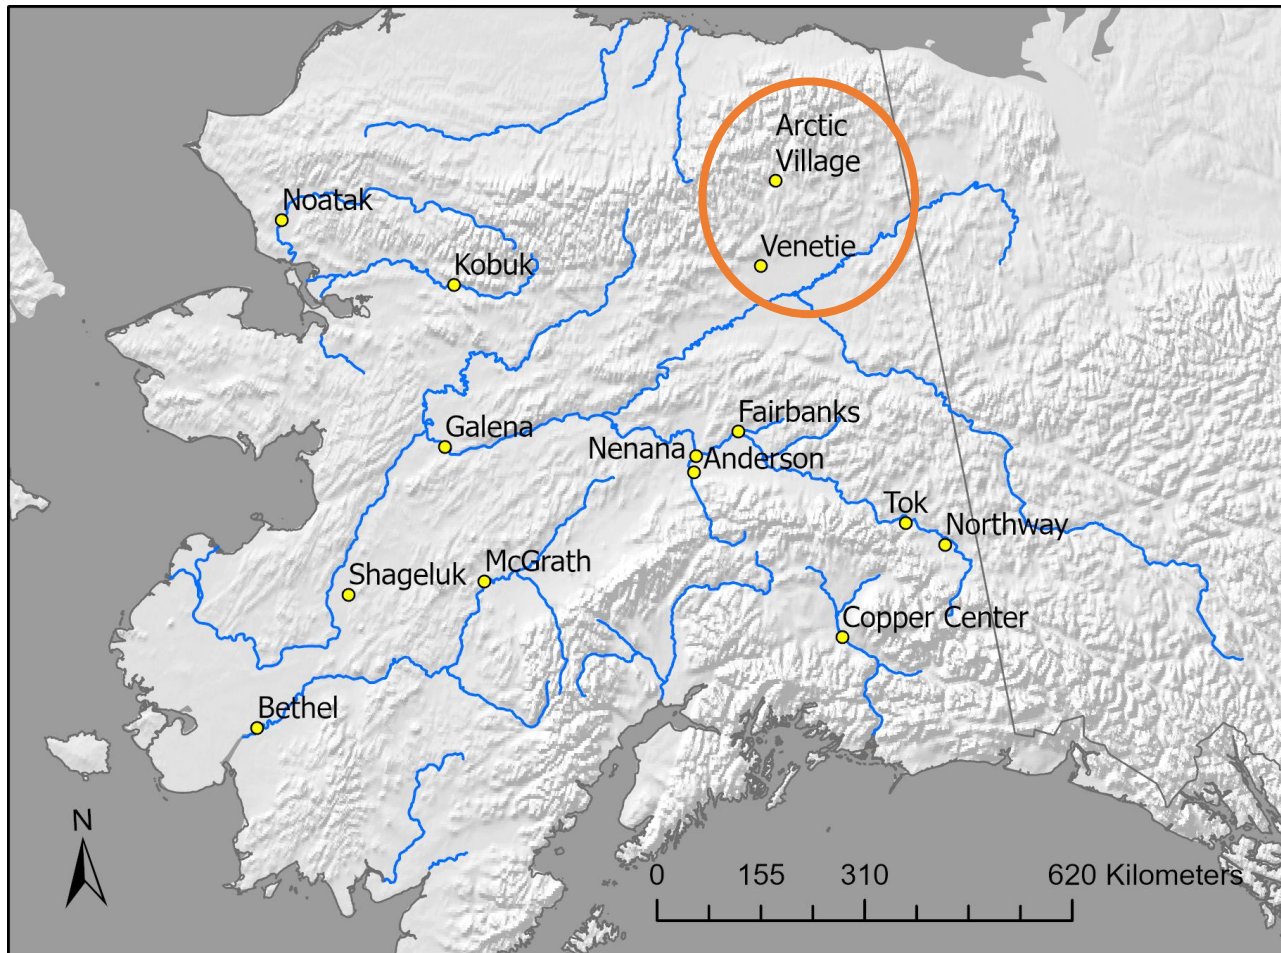 Arctic
Village
Noatak
Venetie
Kobuk
Fairbanks
Galena
Nenana
Anderson
Tok
Northway
McGrath
Shageluk
Copper Center
Bethel
N
0 155 310 620 Kilometers